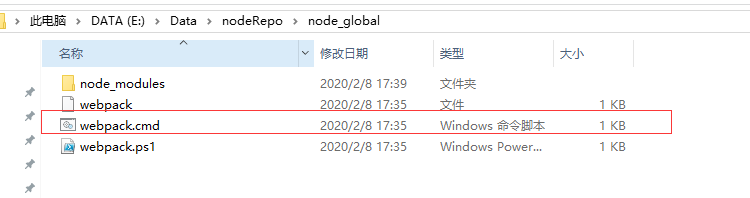 此电脑 > DATA (E:) > Data > nodeRepo > node_global
名称 修改日期 类型 大小
node_modules 2020/2/8 17:39 文件夹
webpack 2020/2/8 17:35 文件 1 KB
webpack.cmd 2020/2/8 17:35 Windows 命令脚本 1 KB
webpack.ps1 2020/2/8 17:35 Windows Power... 1 KB